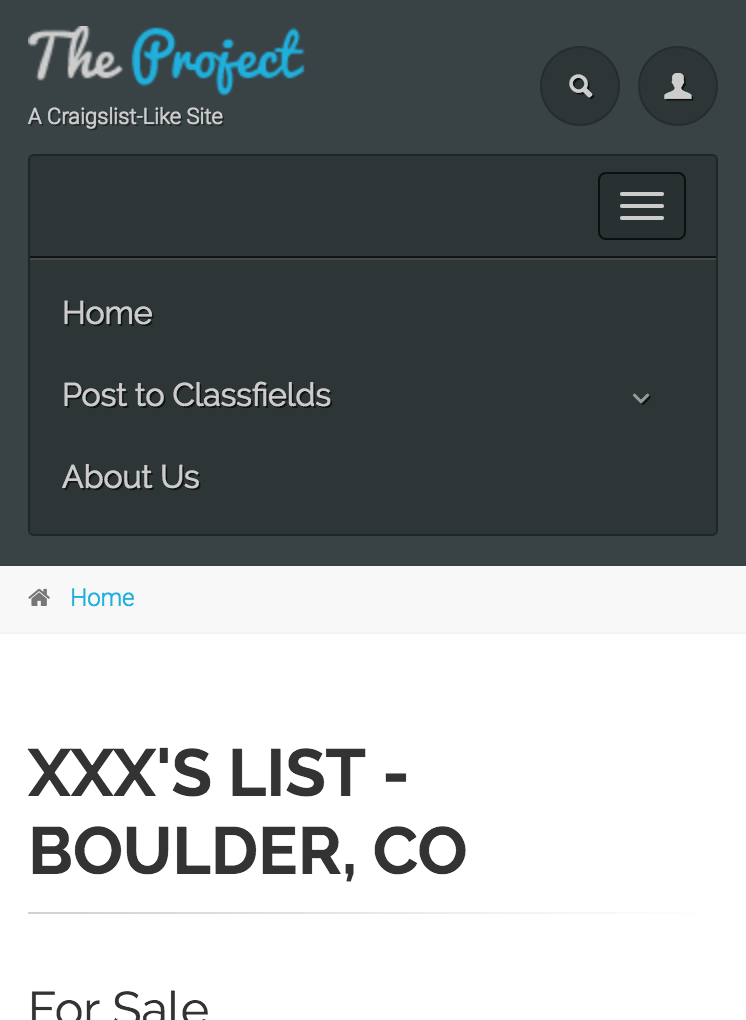 The Project
A Craigslist-Like Site
Home
Post to Classfields
About Us
Home
XXX'S LIST -
BOULDER, CO
For Sale